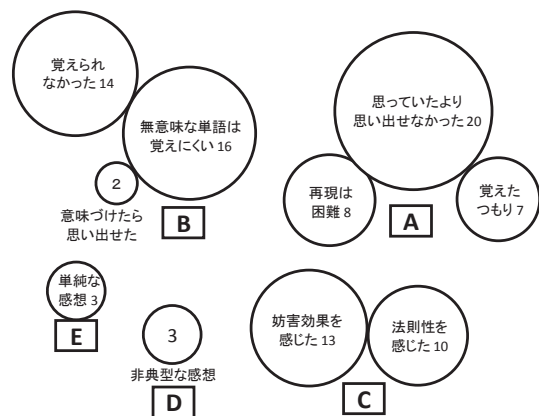 覚えられ
なかった 14
無意味な単語は
覚えにくい 16
2
意味づけたら
思い出せた
B
思っていたより
思い出せなかった 20
再現は
困難 8
覚えた
つもり 7
A
単純な
感想 3
E
3
非典型な感想
D
妨害効果を
感じた 13
法則性を
感じた 10
C